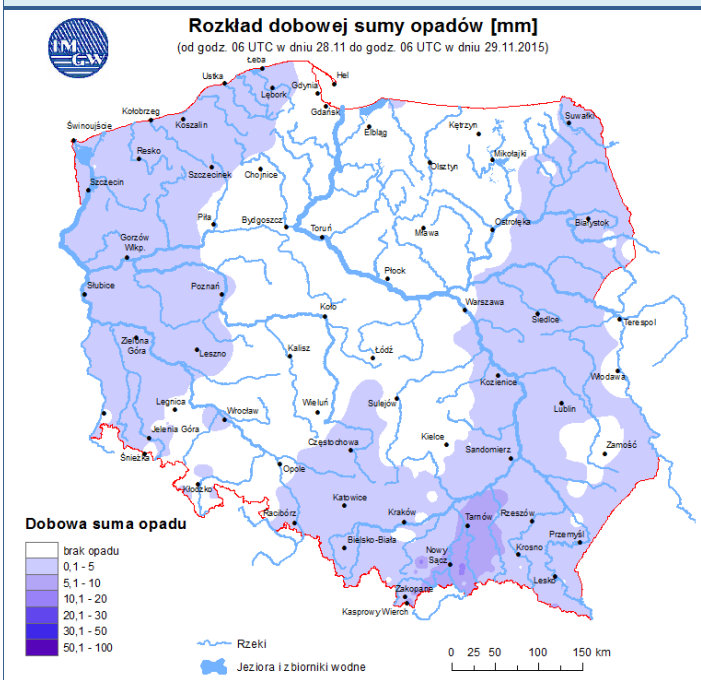 Rozkład dobowej sumy opadów [mm]
(od godz. 06 UTC w dniu 28.11 do godz. 06 UTC w dniu 29.11.2015)
IM
GW
Łeba
Hel
Ustka
Lębork
Gdynia
Gdańsk
Kołobrzeg
Koszalin
Świnoujście
Elbląg
Kętrzyn
Suwałki
Resko
Mikołajki
Olsztyn
Szczecinek
Chojnice
Szczecin
Piła
Bydgoszcz
Toruń
Mława
Ostrołęka
Białystok
Gorzów
Wlkp.
Płock
Słubice
Poznań
Koło
Warszawa
Siedlce
Terespol
Zielona
Góra
Leszno
Kalisz
Łódź
Kozienice
Włodawa
Legnica
Wrocław
Wieluń
Sulejów
Lublin
Jelenia Góra
Częstochowa
Kielce
Sandomierz
Zamość
Śnieżka
Opole
Kłodzko
Katowice
Racibórz
Kraków
Tarnów
Rzeszów
Przemyśl
Bielsko-Biała
Nowy
Sącz
Krosno
Lesko
Zakopane
Kasprowy Wierch
Dobowa suma opadu
brak opadu
0,1 - 5
5,1 - 10
10,1 - 20
20,1 - 30
30,1 - 50
50,1 - 100
Rzeki
Jeziora i zbiorniki wodne
0 25 50 100 150 km